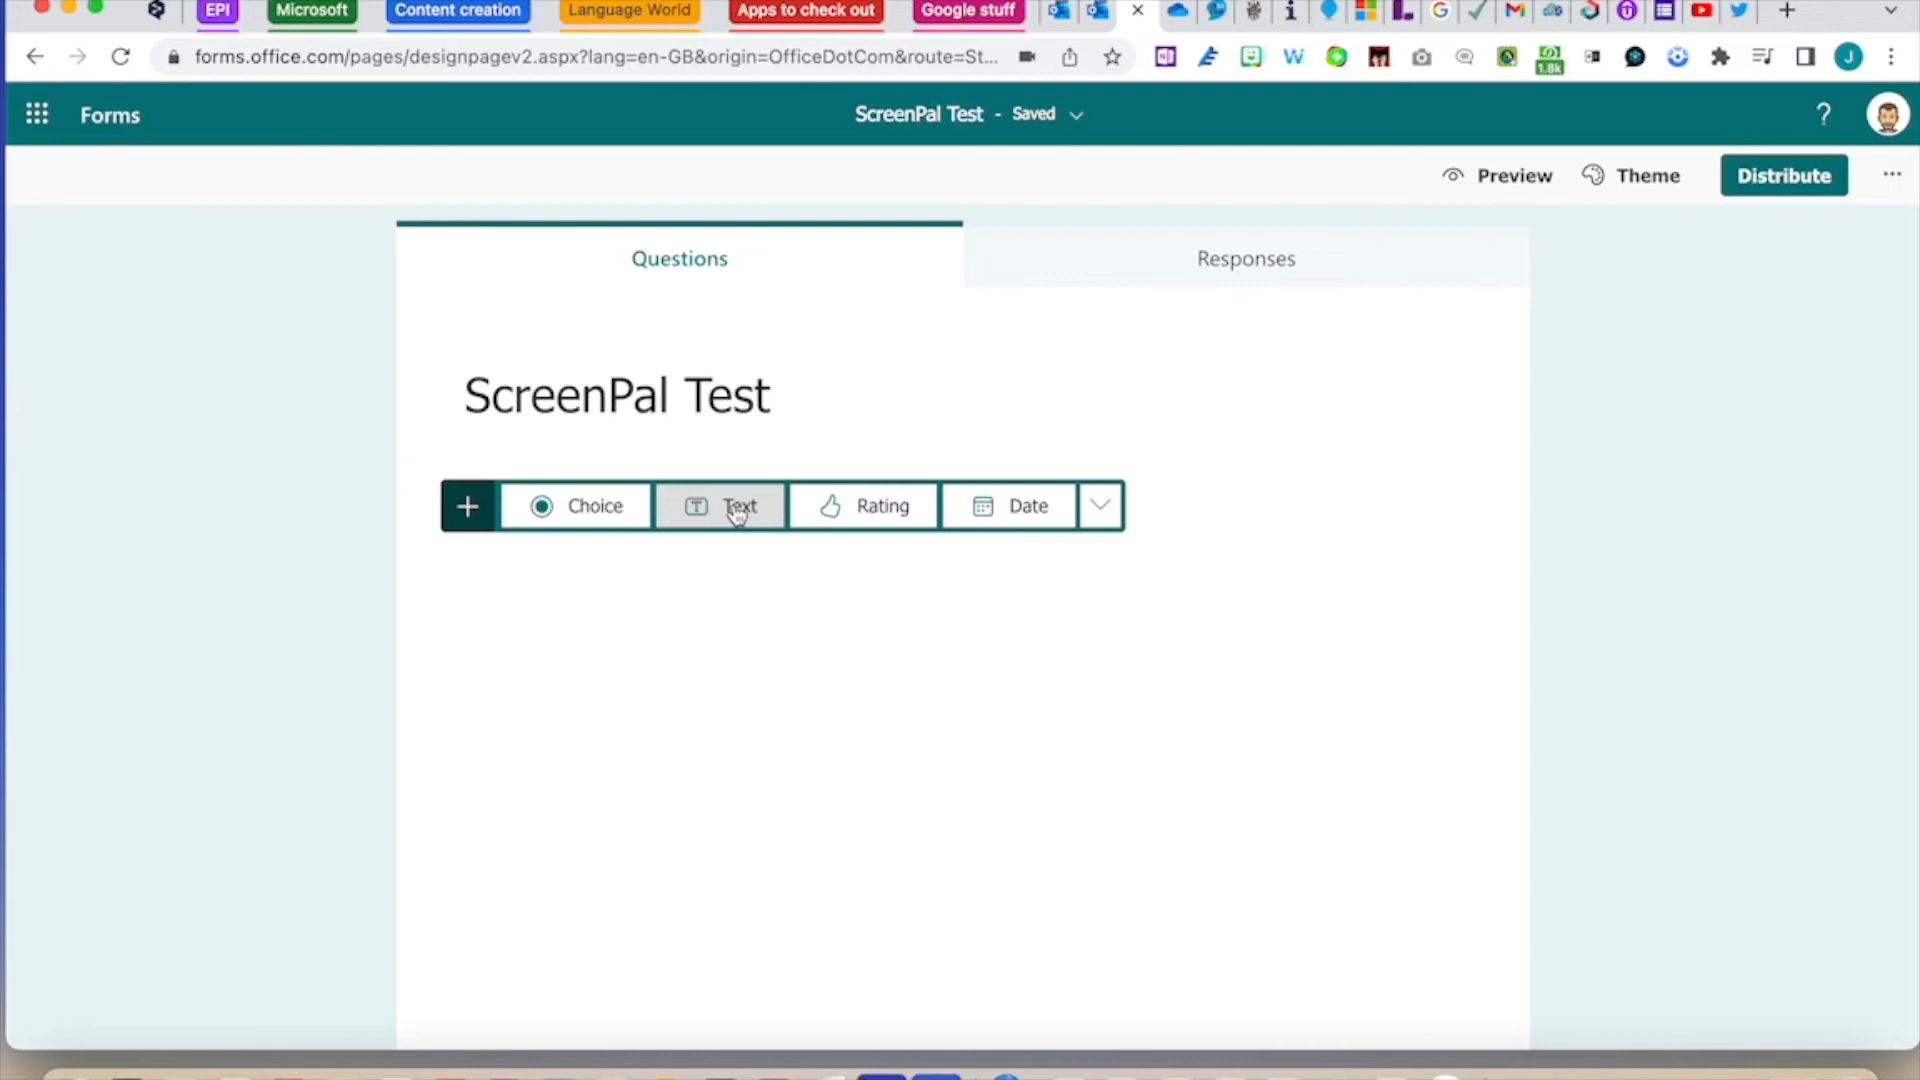 EPI Microsoft Content creation Language World Apps to check out Google stuff
forms.office.com/pages/designpagev2.aspx?lang=en-GB&origin=OfficeDotCom&route=St...
1.8k
J
Forms
ScreenPal Test - Saved
?
Preview
Theme
Distribute
Questions
Responses
ScreenPal Test
Choice
Text
Rating
Date